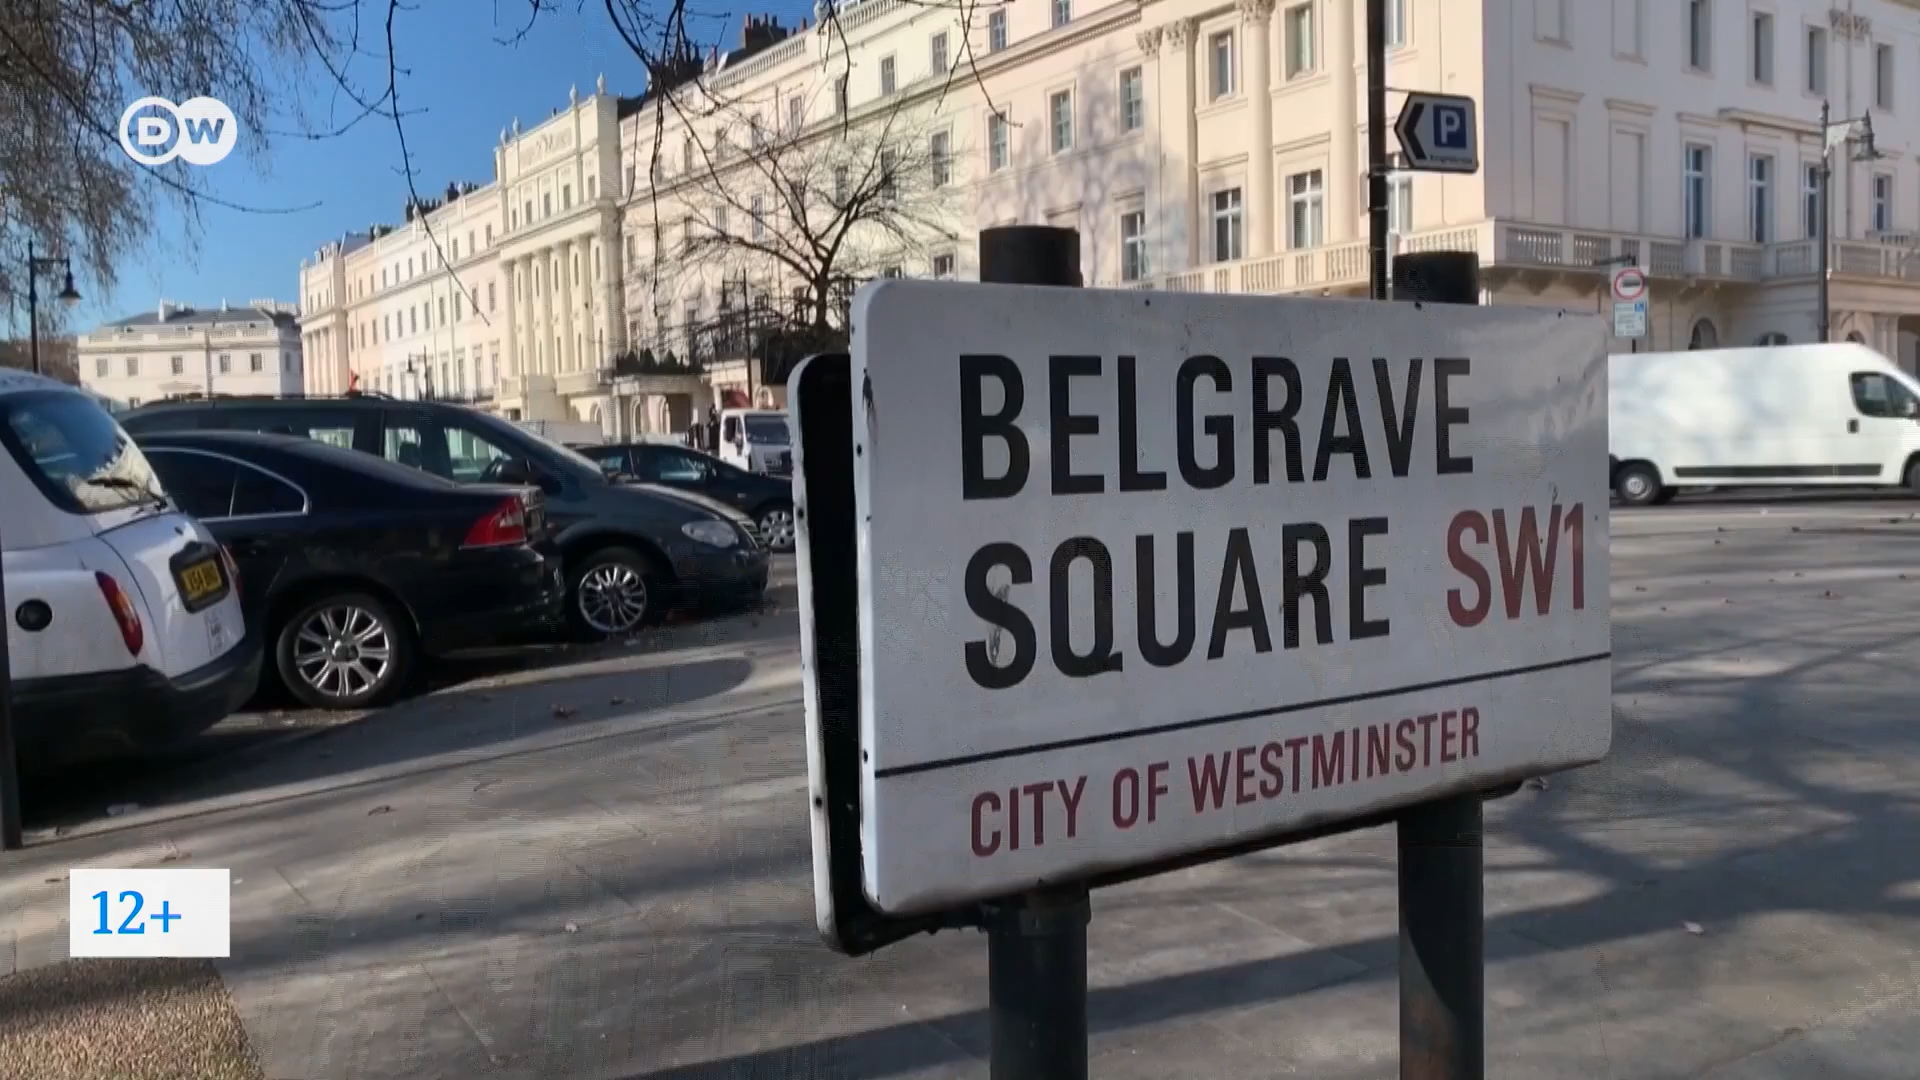 DW
P
BELGRAVE
SQUARE SW1
CITY OF WESTMINSTER
12+